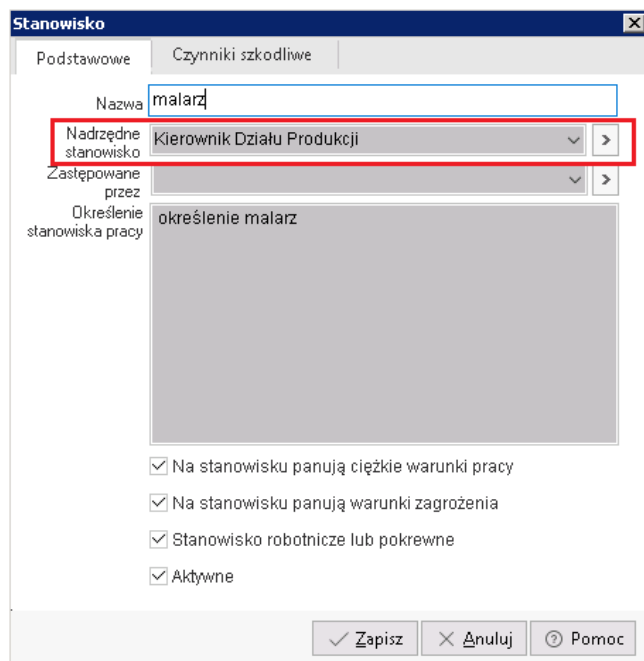 Stanowisko
Podstawowe
Czynniki szkodliwe
Nazwa
malarz
Nadrzędne
stanowisko
Kierownik Działu Produkcji
Zastępowane
przez
Określenie
stanowiska pracy
określenie malarz
Na stanowisku panują ciężkie warunki pracy
Na stanowisku panują warunki zagrożenia
Stanowisko robotnicze lub pokrewne
Aktywne
Zapisz
Anuluj
Pomoc